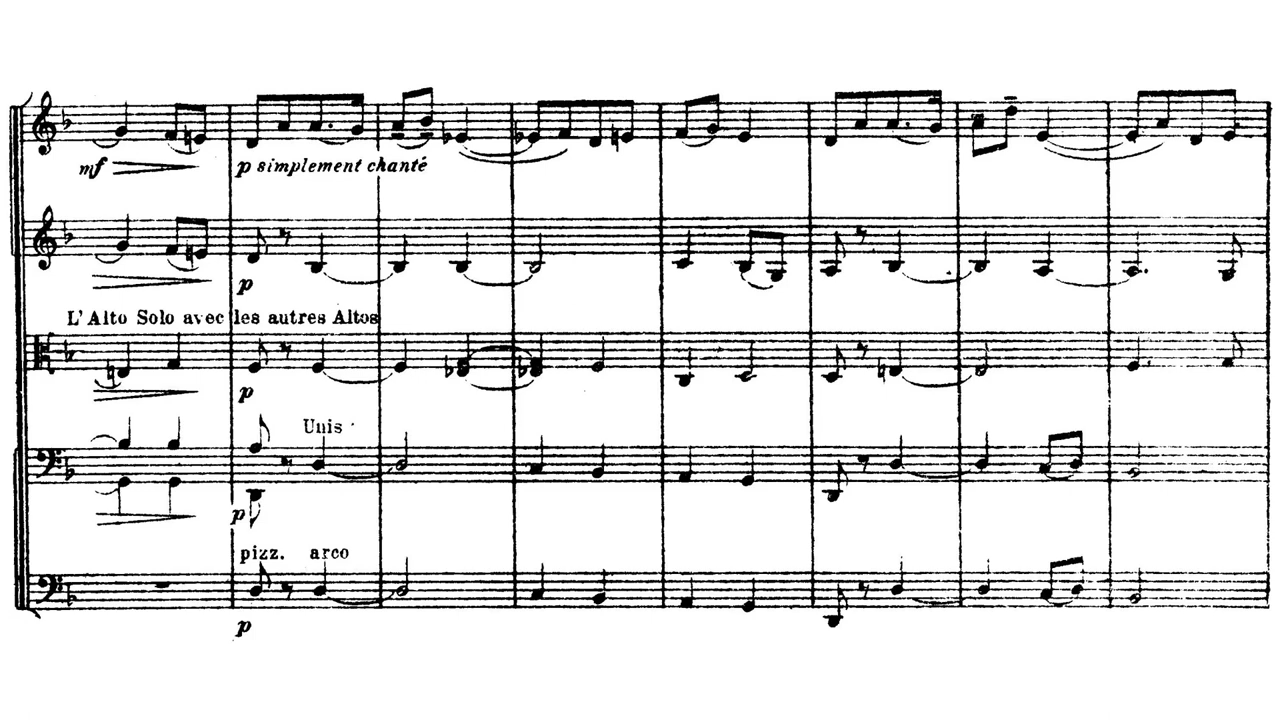 mf
p simplement chanté
p
L'Alto Solo avec les autres Altos
p
Unis
p
pizz. arco
p